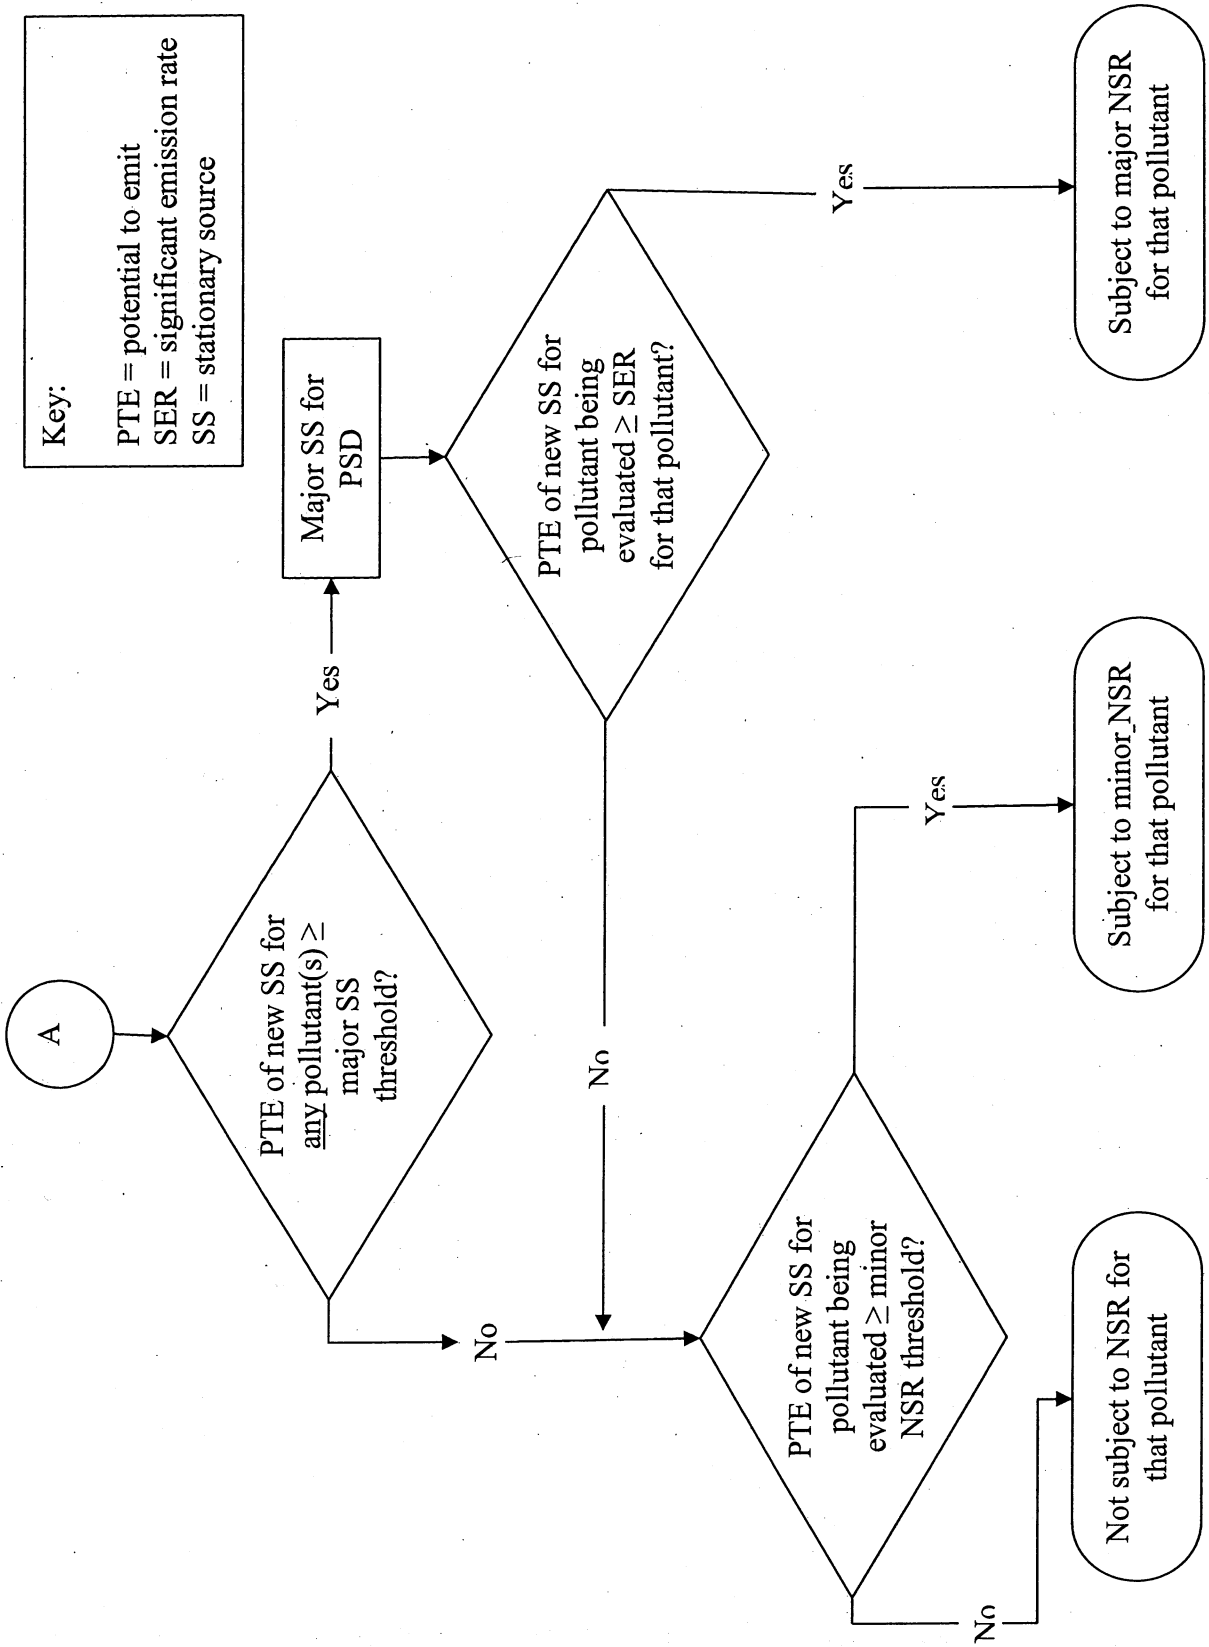 Key:
PTE = potential to emit
SER = significant emission rate
SS = stationary source
A
PTE of new SS for
any pollutant(s) ≥
major SS
threshold?
Yes
Major SS for
PSD
No
PTE of new SS for
pollutant being
evaluated ≥ SER
for that pollutant?
No
Yes
PTE of new SS for
pollutant being
evaluated ≥ minor
NSR threshold?
No
Yes
Not subject to NSR for
that pollutant
Subject to minor NSR
for that pollutant
Subject to major NSR
for that pollutant